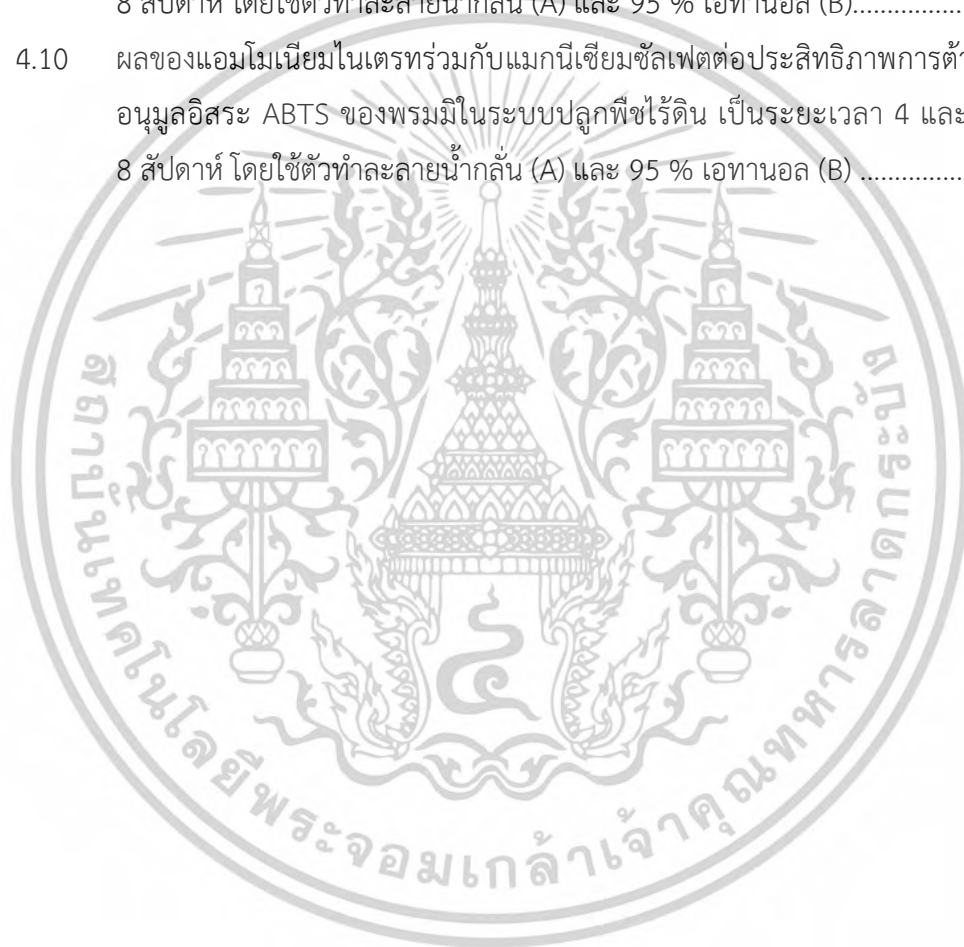 8 สัปดาห์ โดยใช้ตัวทำละลายน้ำกลั่น (A) และ 95 % เอทานอล (B)................
4.10 ผลของแอมโมเนียมไนเตรทร่วมกับแมกนีเซียมซัลเฟตต่อประสิทธิภาพการต้า
อนุมูลอิสระ ABTS ของพรมมิในระบบปลูกพืชไร้ดิน เป็นระยะเวลา 4 และ
8 สัปดาห์ โดยใช้ตัวทำละลายน้ำกลั่น (A) และ 95 % เอทานอล (B) ...............
สถาบันเทคโนโลยีพระจอมเกล้าเจ้าคุณทหารลาดกระบัง
๔